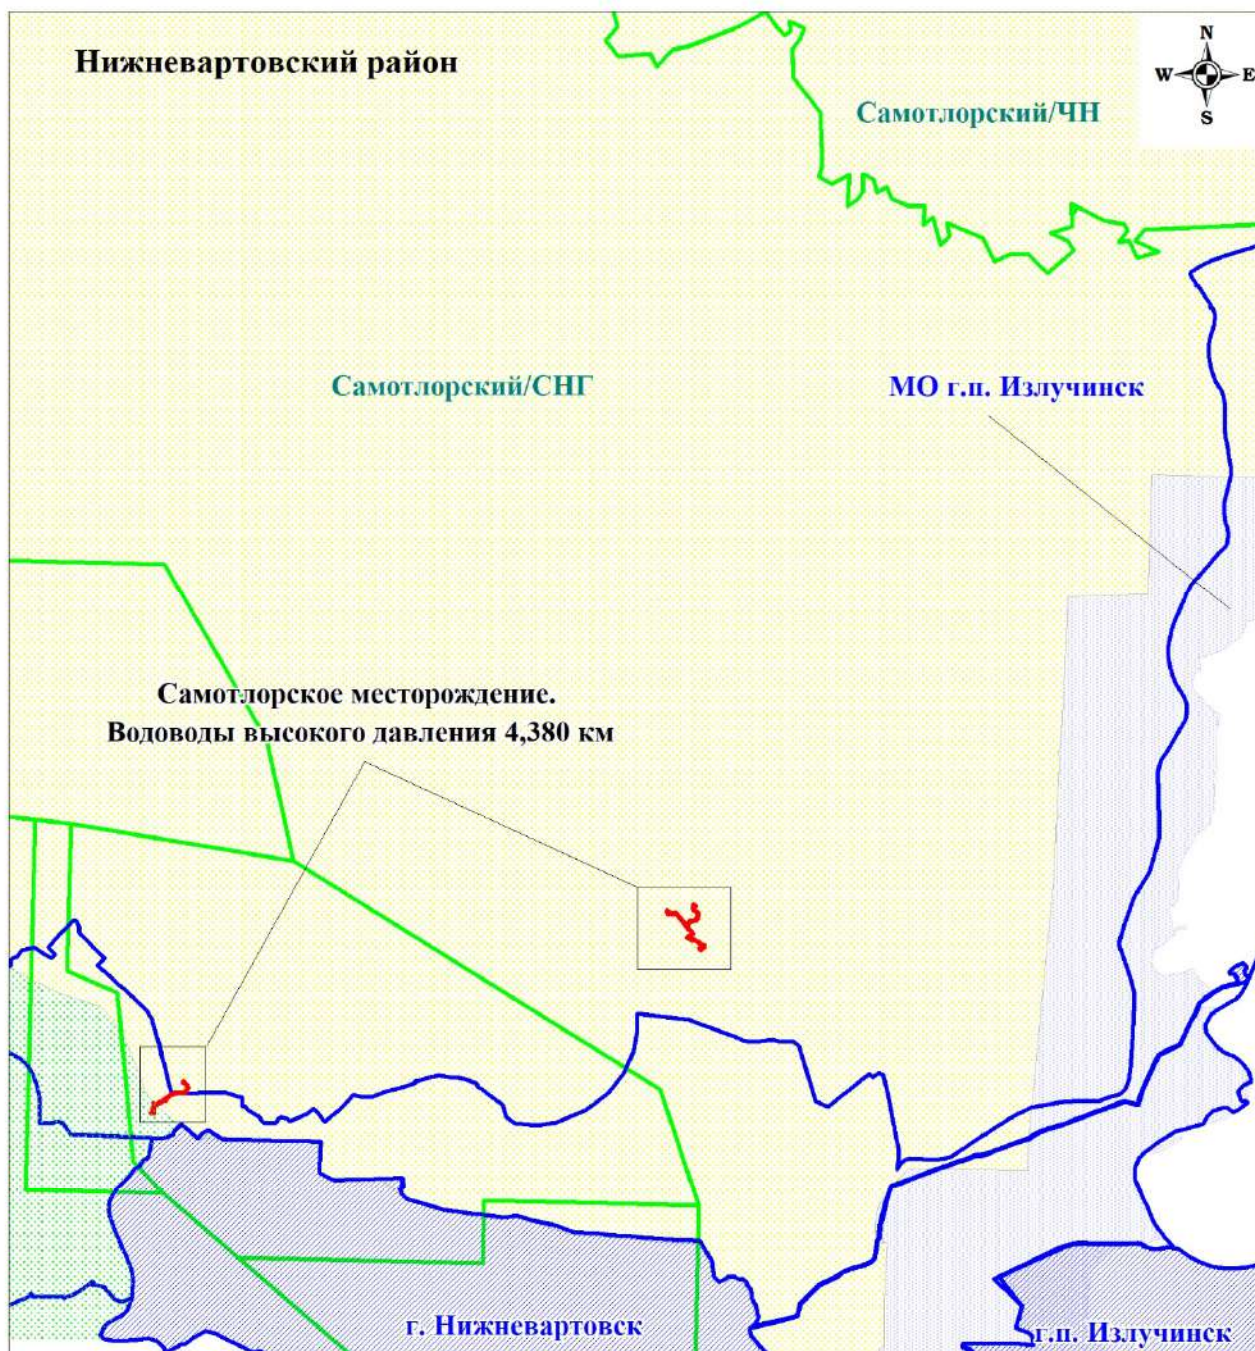 Нижневартовский район
N
W E
S
Самотлорский/ЧН
Самотлорский/СНГ
МО г.п. Излучинск
Самотлорское месторождение.
Водоводы высокого давления 4,380 км
г. Нижневартовск
г.п. Излучинск